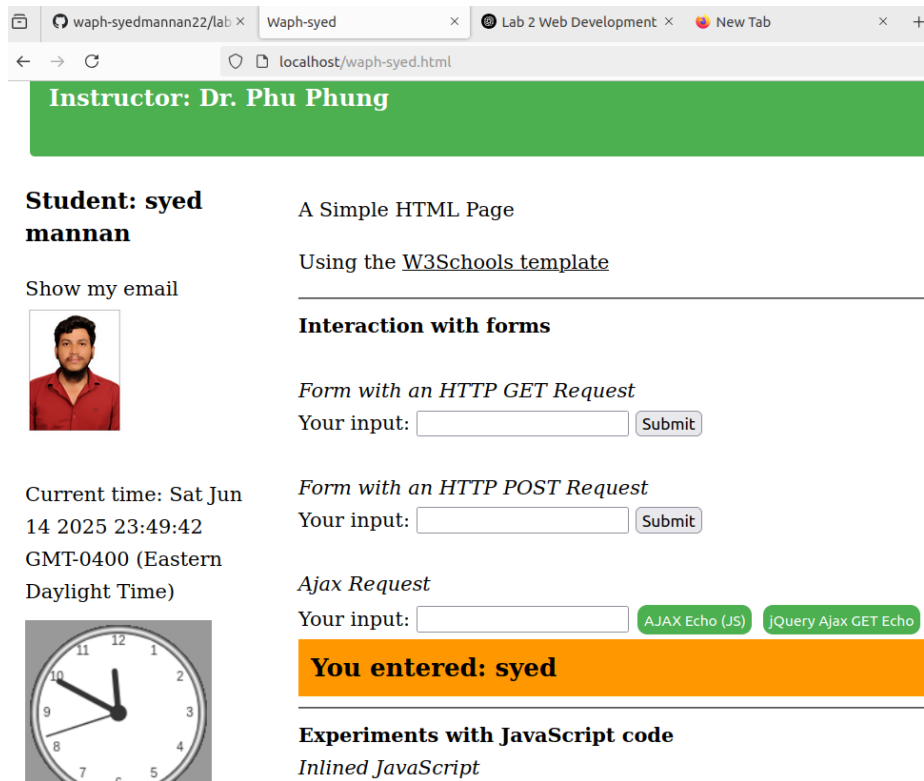 waph-syedmannan22/lab
Waph-syed
Lab 2 Web Development
New Tab
localhost/waph-syed.html
Instructor: Dr. Phu Phung
Student: syed
mannan
Show my email
Current time: Sat Jun
14 2025 23:49:42
GMT-0400 (Eastern
Daylight Time)
12
1
2
3
4
5
6
7
8
9
10
11
A Simple HTML Page
Using the W3Schools template
Interaction with forms
Form with an HTTP GET Request
Your input: Submit
Form with an HTTP POST Request
Your input: Submit
Ajax Request
Your input: AJAX Echo (JS) jQuery Ajax GET Echo
You entered: syed
Experiments with JavaScript code
Inlined JavaScript